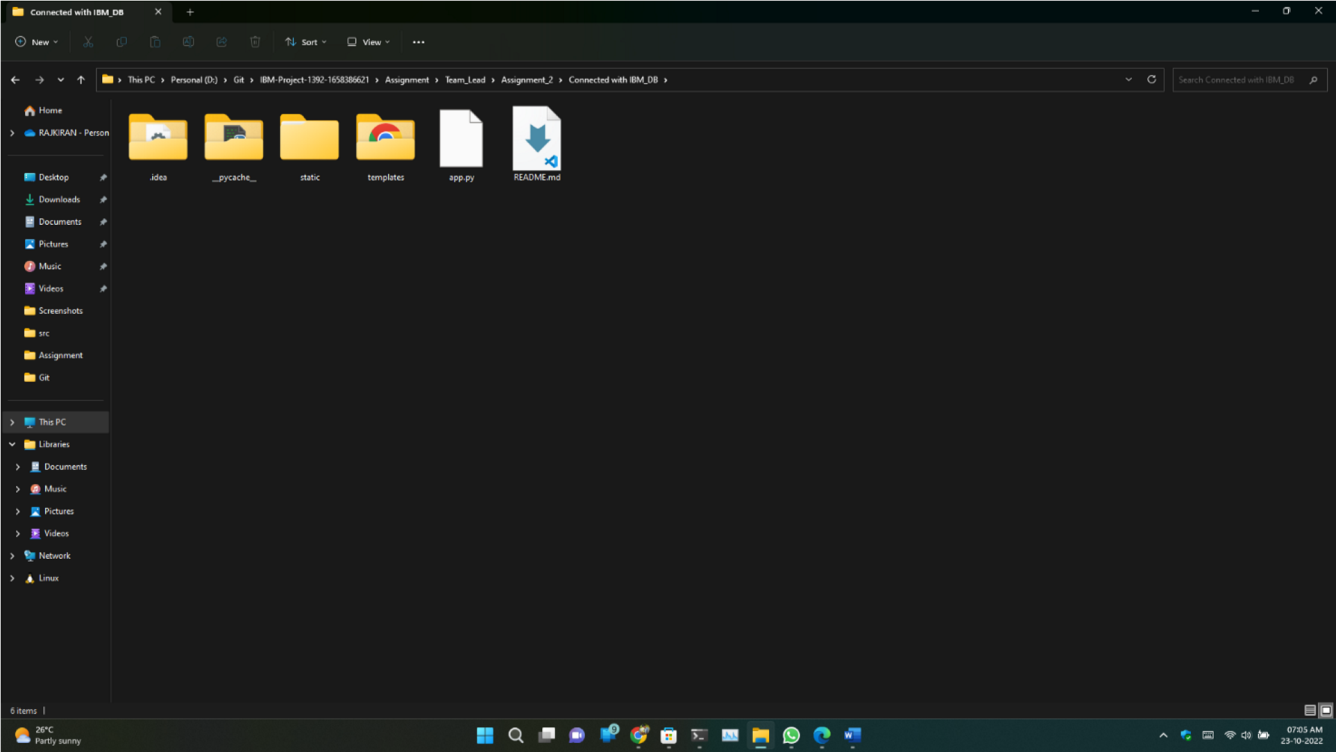 Connected with IBM_DB
New
Sort
View
This PC > Personal (D:) > Git > IBM-Project-1392-1658386621 > Assignment > Team_Lead > Assignment_2 > Connected with IBM_DB >
Search Connected with IBM_DB
Home
RAJKIRAN - Person
Desktop
Downloads
Documents
Pictures
Music
Videos
Screenshots
src
Assignment
Git
This PC
Libraries
Documents
Music
Pictures
Videos
Network
Linux
.idea
__pycache__
static
templates
app.py
README.md
6 items
26°C
Partly sunny
07:05 AM
23-10-2022